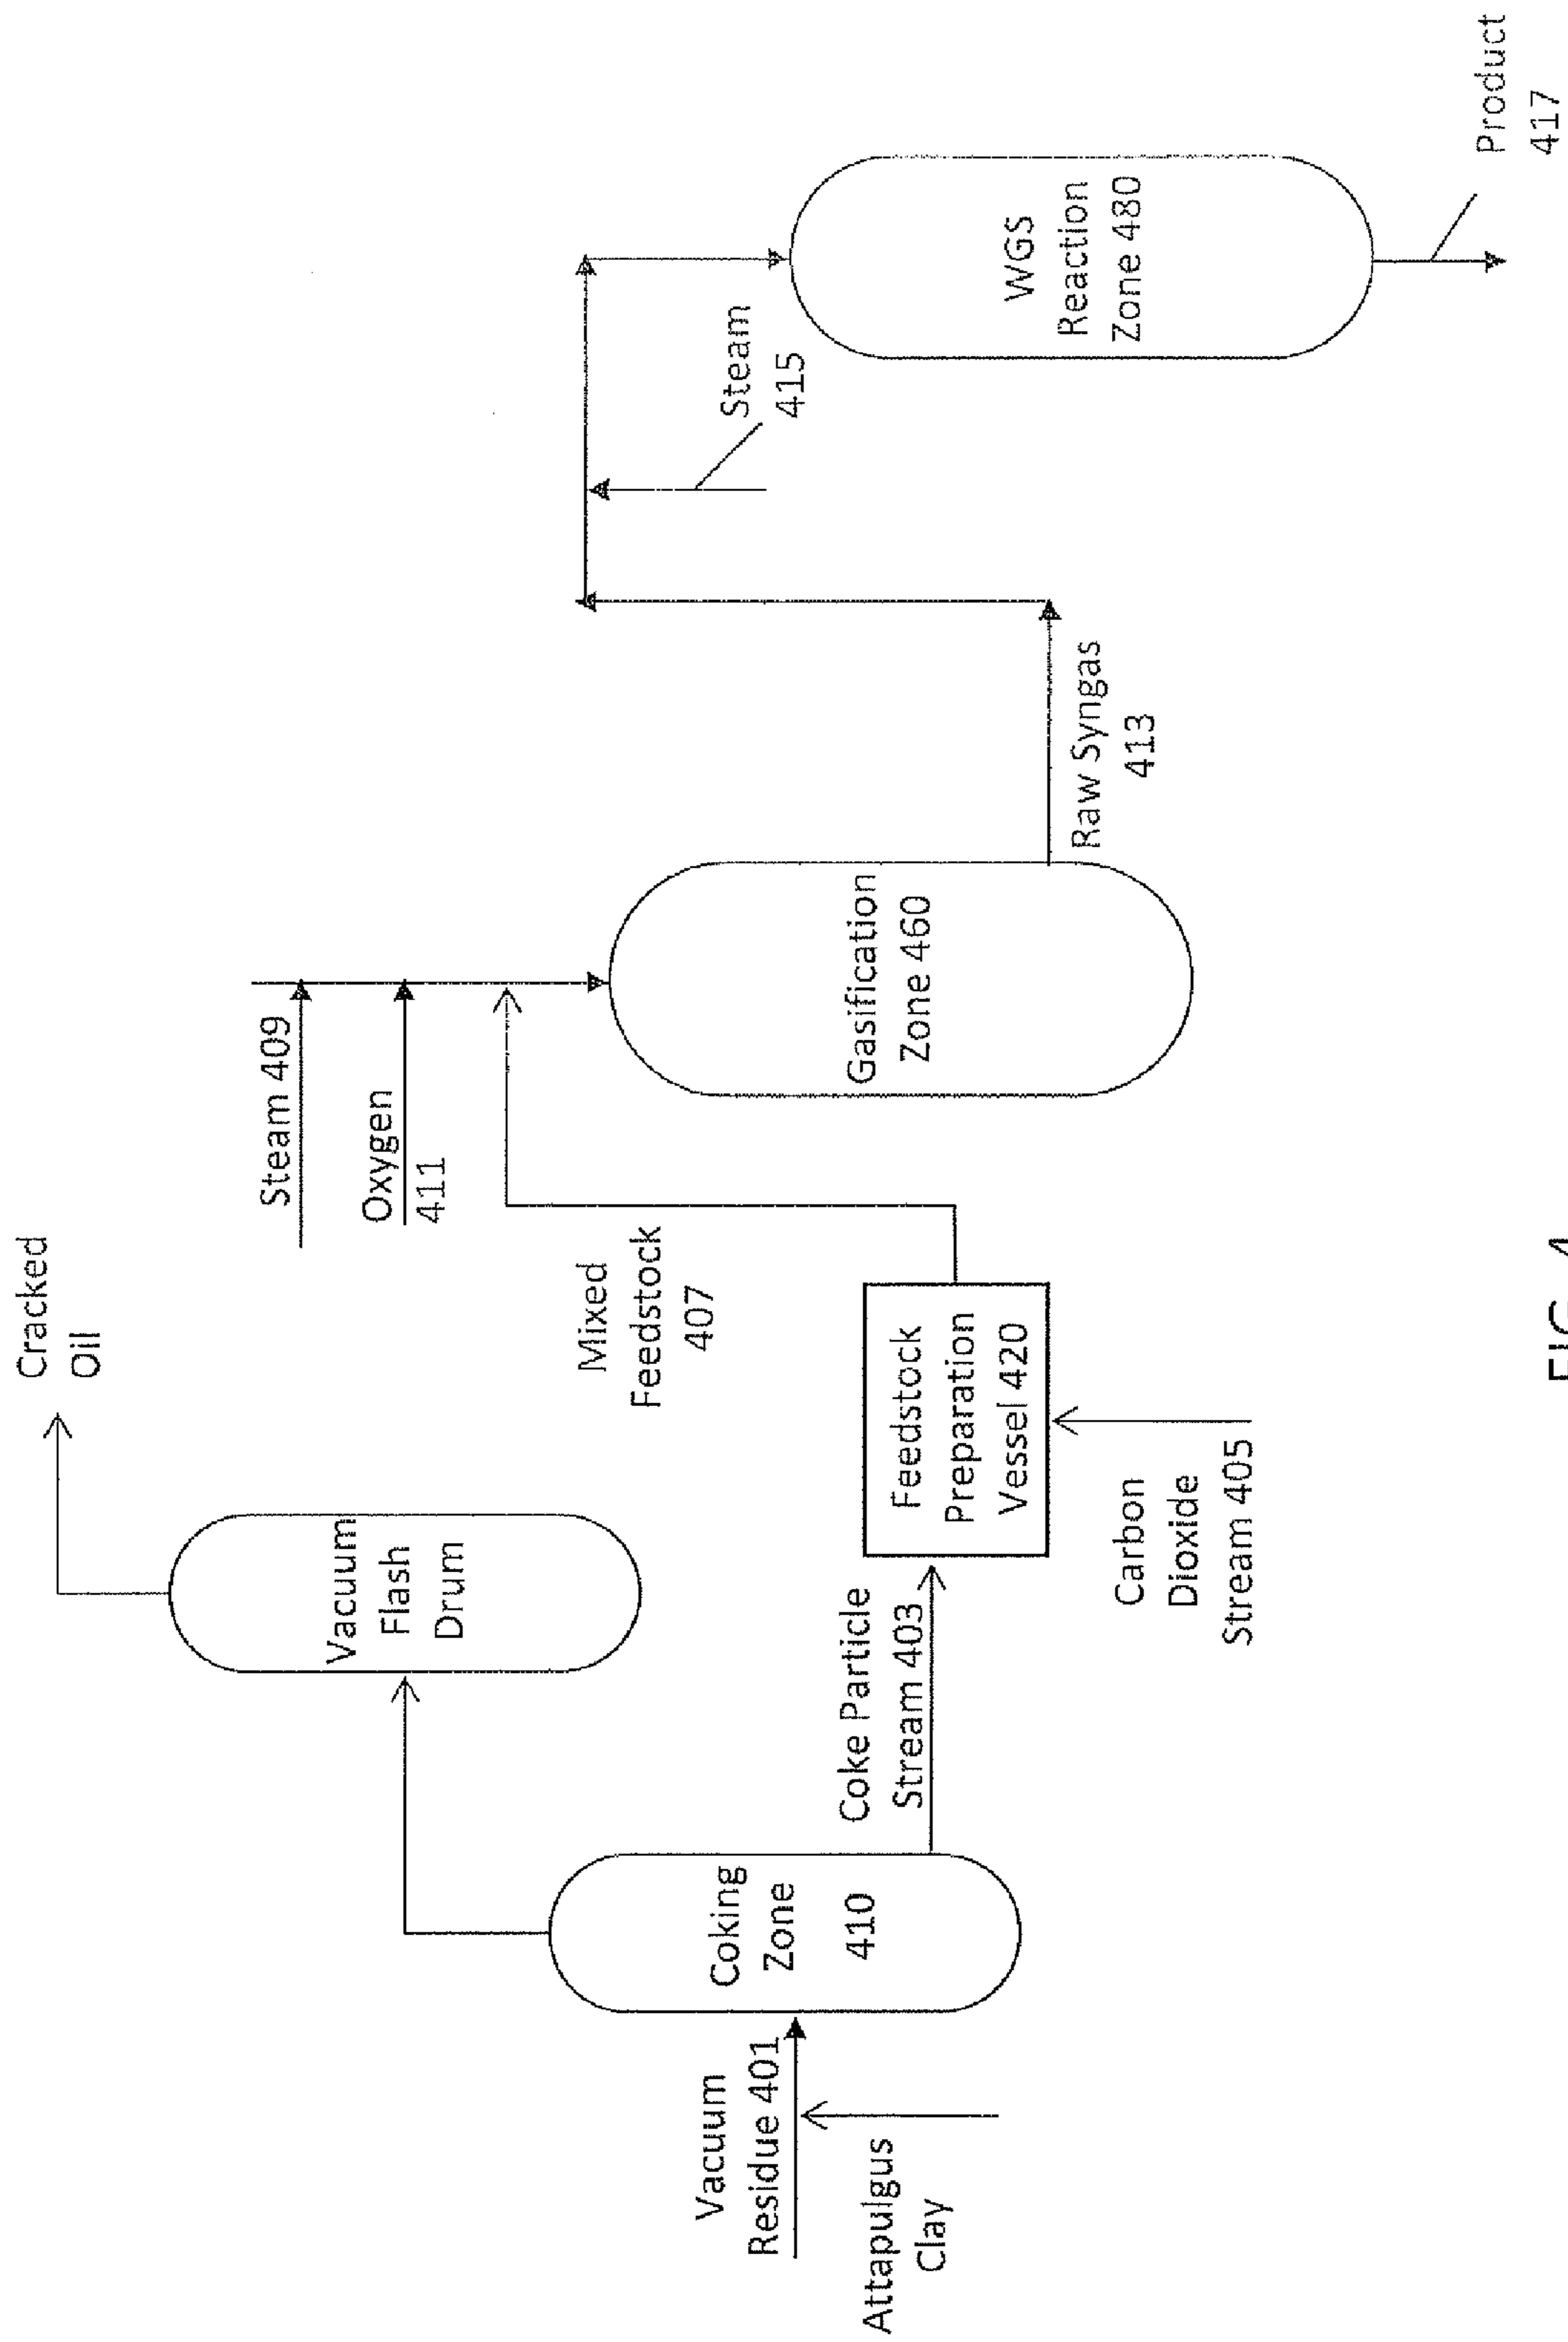 Cracked
Oil
Vacuum
Flash
Drum
Steam 409
Oxygen
411
Mixed
Feedstock
407
Vacuum
Residue 401
Attapulgus
Clay
Coking
Zone
410
Coke Particle
Stream 403
Feedstock
Preparation
Vessel 420
Carbon
Dioxide
Stream 405
Gasification
Zone 460
Raw Syngas
413
Steam
415
WGS
Reaction
Zone 480
Product
417